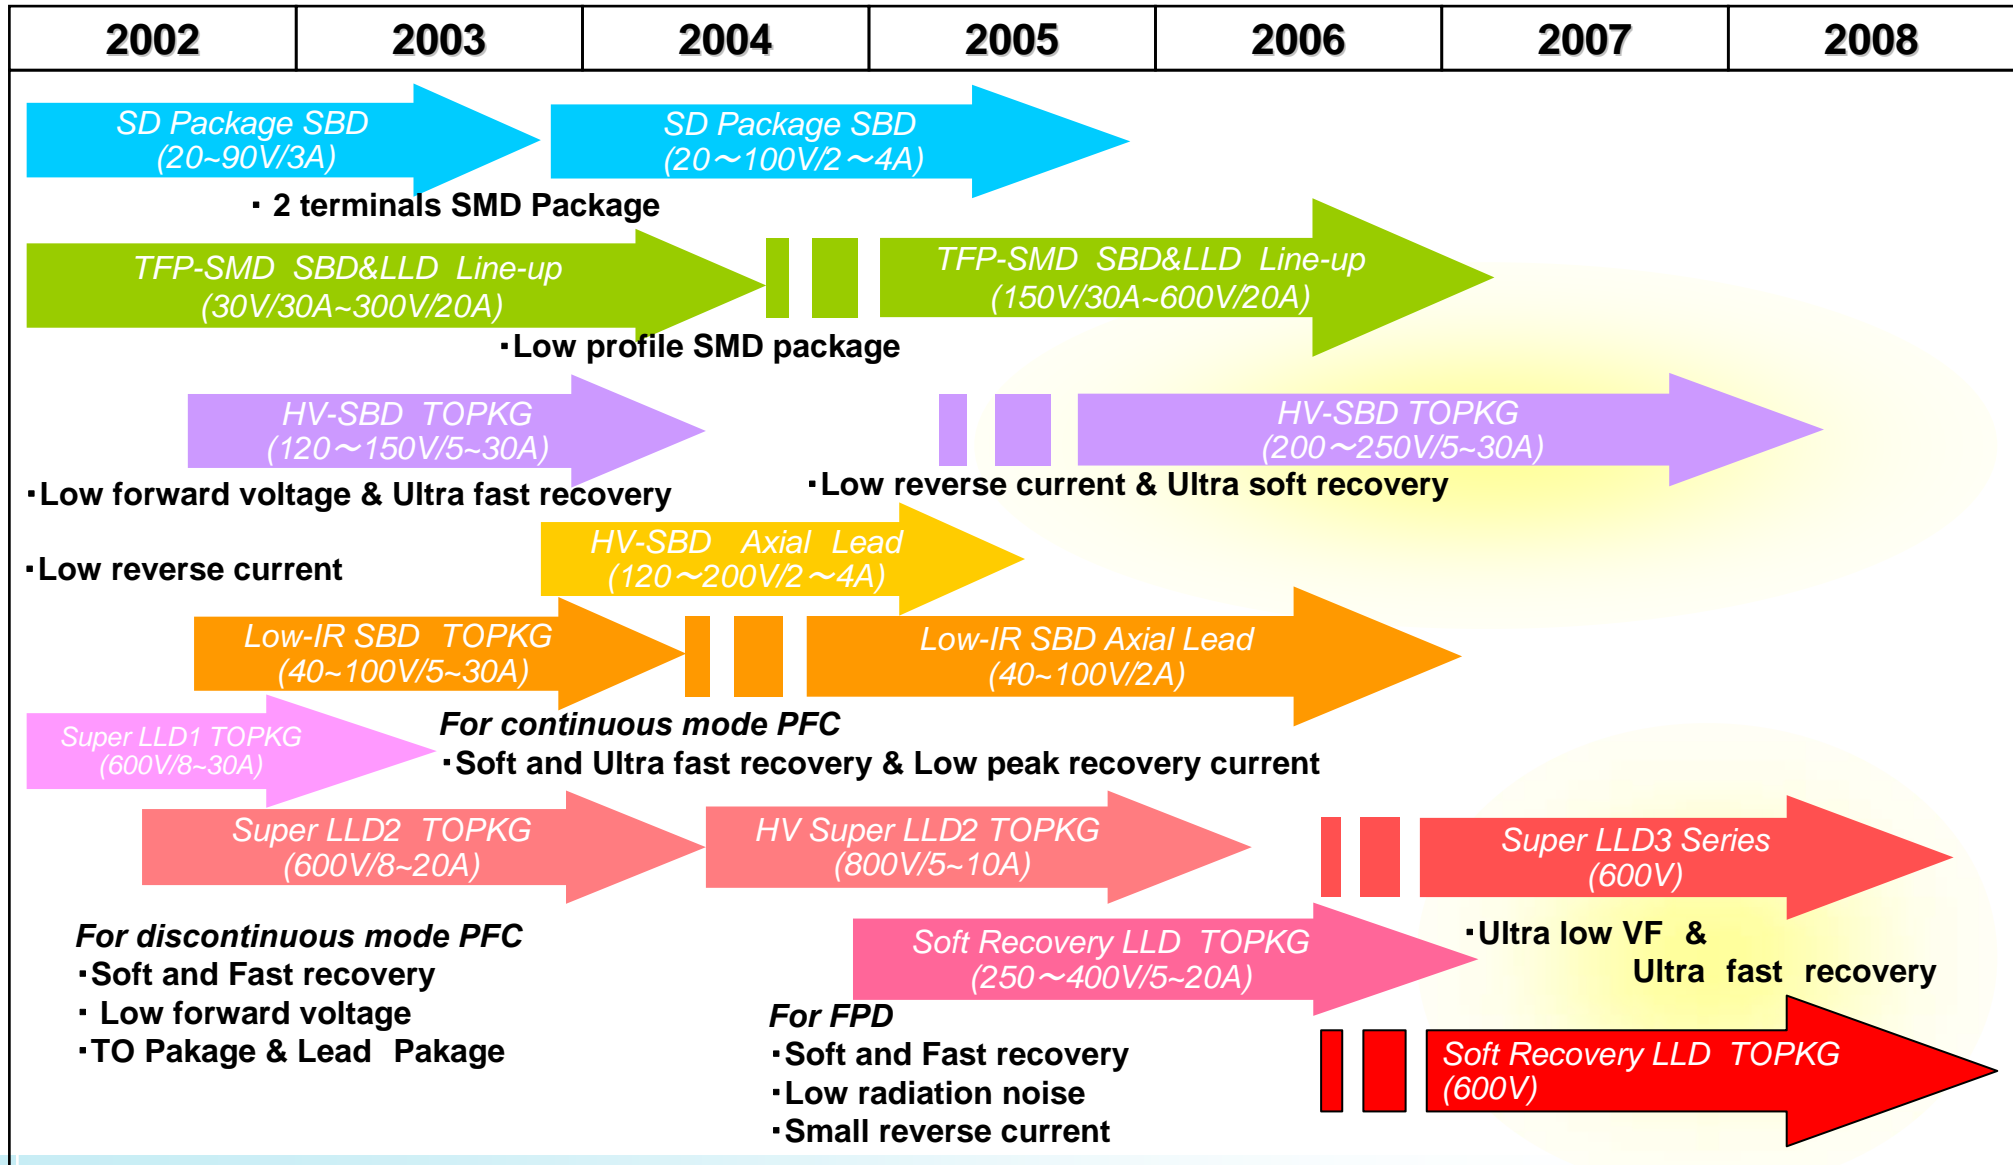 2002 2003 2004 2005 2006 2007 2008
SD Package SBD
(20~90V/3A)
SD Package SBD
(20～100V/2～4A)
・2 terminals SMD Package
TFP-SMD SBD&LLD Line-up
(30V/30A~300V/20A)
TFP-SMD SBD&LLD Line-up
(150V/30A~600V/20A)
・Low profile SMD package
HV-SBD TOPKG
(120～150V/5~30A)
HV-SBD TOPKG
(200～250V/5~30A)
・Low forward voltage & Ultra fast recovery
・Low reverse current & Ultra soft recovery
HV-SBD Axial Lead
(120～200V/2～4A)
・Low reverse current
Low-IR SBD TOPKG
(40~100V/5~30A)
Low-IR SBD Axial Lead
(40~100V/2A)
Super LLD1 TOPKG
(600V/8~30A)
For continuous mode PFC
・Soft and Ultra fast recovery & Low peak recovery current
Super LLD2 TOPKG
(600V/8~20A)
HV Super LLD2 TOPKG
(800V/5~10A)
Super LLD3 Series
(600V)
・Ultra low VF &
Ultra fast recovery
For discontinuous mode PFC
・Soft and Fast recovery
・ Low forward voltage
・TO Pakage & Lead Pakage
Soft Recovery LLD TOPKG
(250～400V/5~20A)
For FPD
・Soft and Fast recovery
・Low radiation noise
・Small reverse current
Soft Recovery LLD TOPKG
(600V)